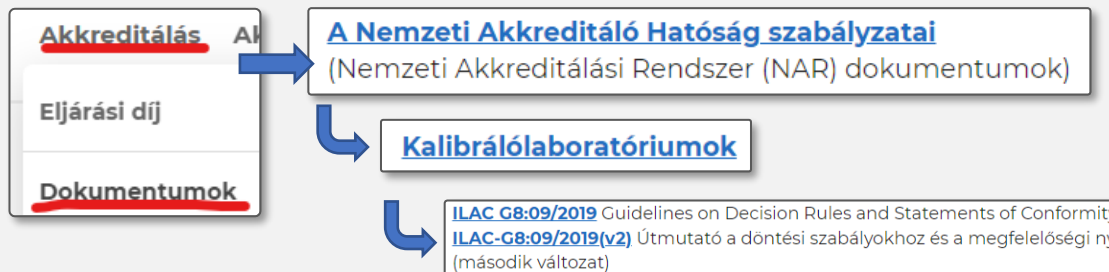 Akkreditálás
Eljárási díj
Dokumentumok
A Nemzeti Akkreditáló Hatóság szabályzatai
(Nemzeti Akkreditálási Rendszer (NAR) dokumentumok)
Kalibrálólaboratóriumok
ILAC G8:09/2019 Guidelines on Decision Rules and Statements of Conformity
ILAC-G8:09/2019(v2) Útmutató a döntési szabályokhoz és a megfelelőségi
(második változat)